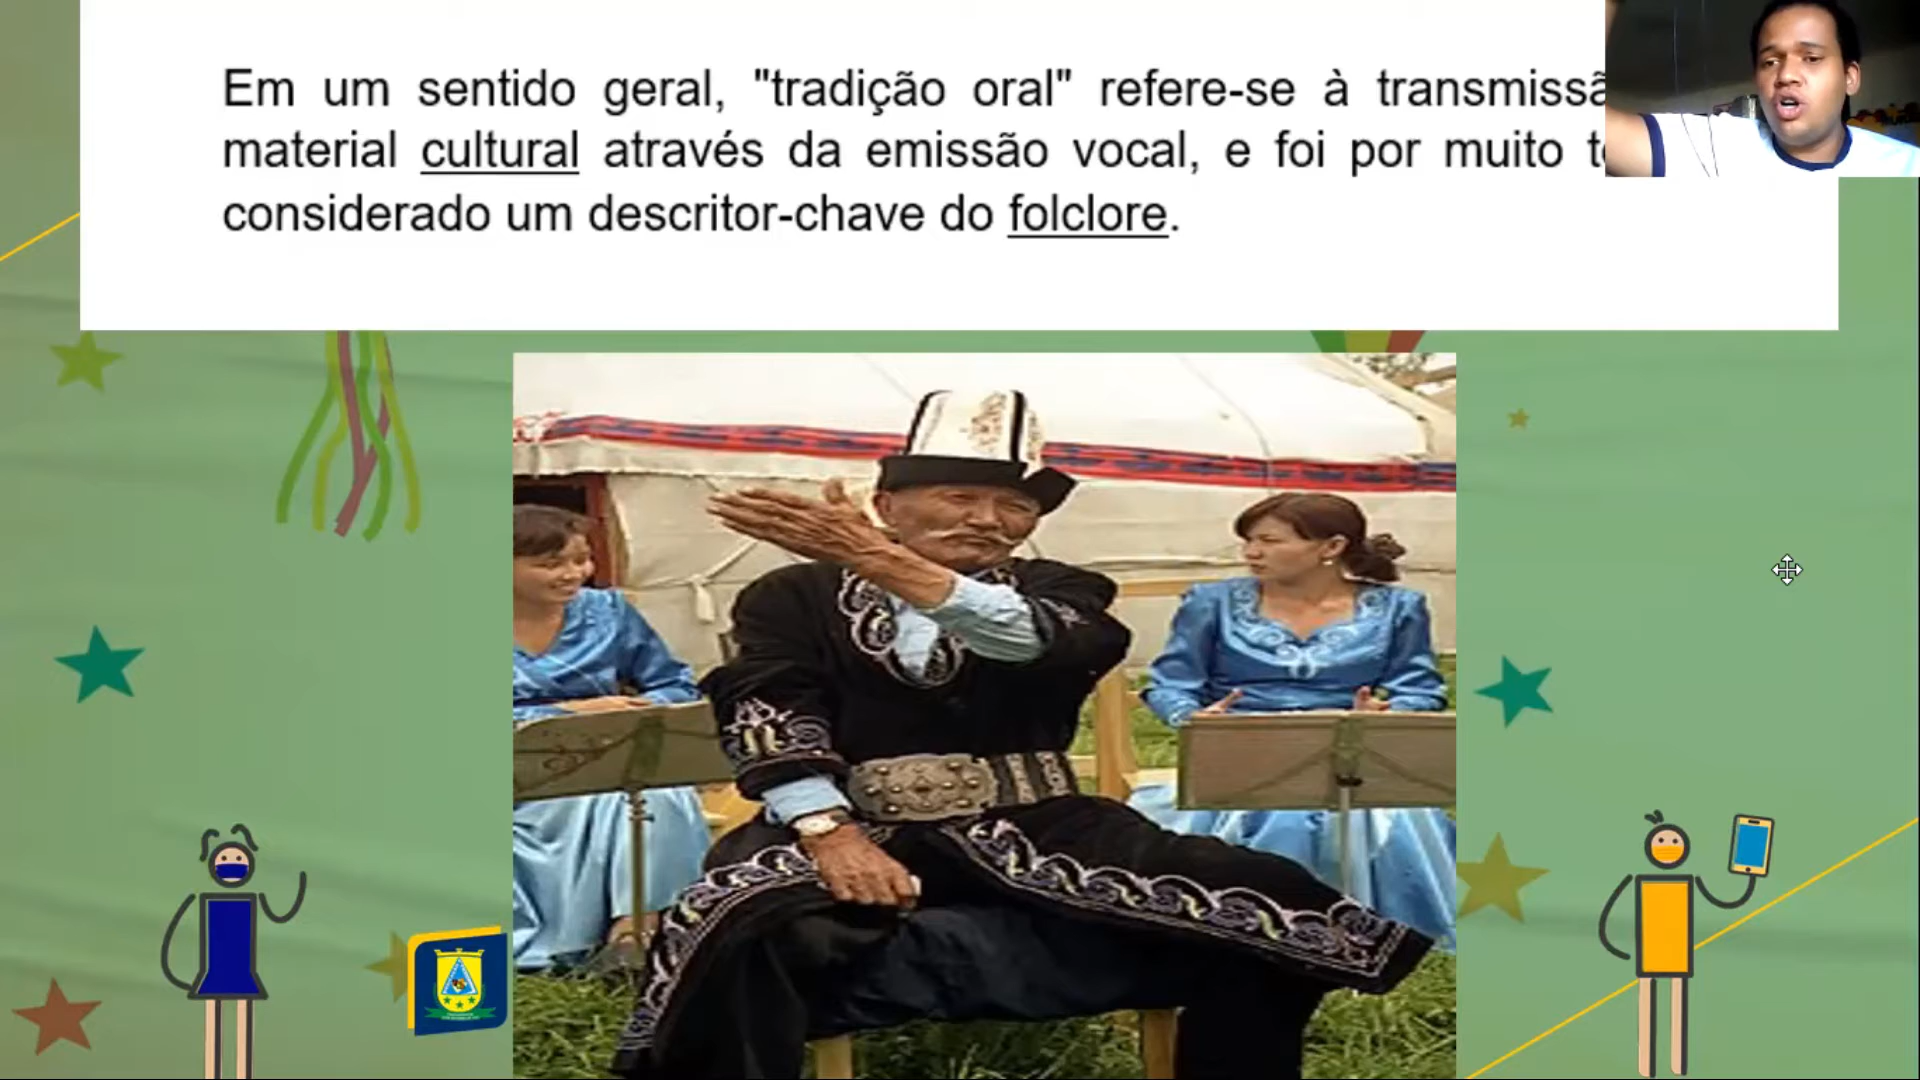 Em um sentido geral, "tradição oral" refere-se à transmissã
material cultural através da emissão vocal, e foi por muito
considerado um descritor-chave do folclore.